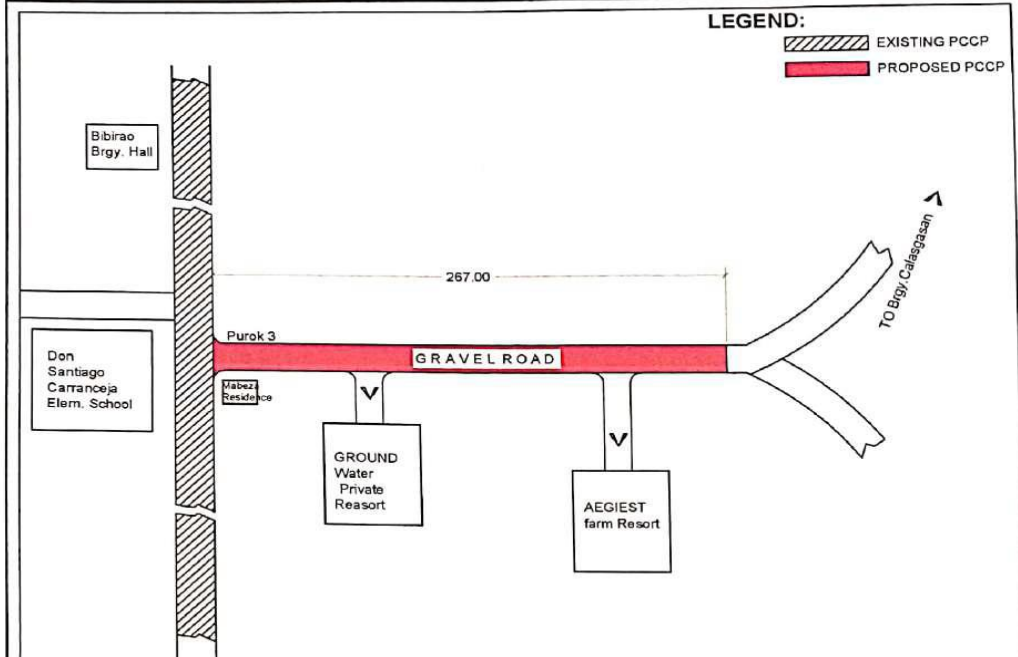 LEGEND:
EXISTING PCCP
PROPOSED PCCP
Bibirao
Brgy. Hall
267.00
TO Brgy.Calasgasan
Purok 3
GRAVEL ROAD
Don
Santiago
Carranceja
Elem. School
Mabeza
Residence
GROUND
Water
Private
Reasort
AEGIEST
farm Resort